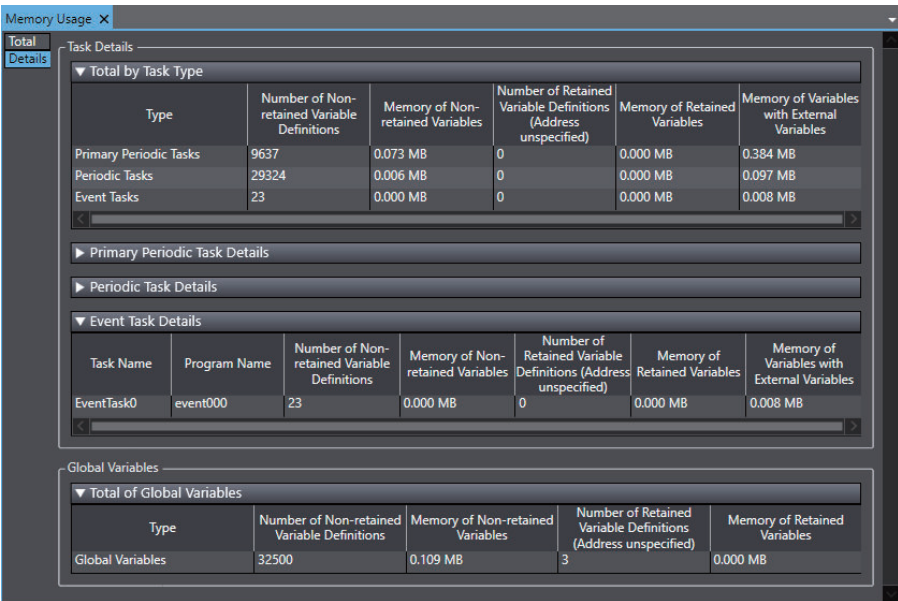 Memory Usage ×
Total
Details
Task Details
▼ Total by Task Type
Type
Number of Non-
retained Variable
Definitions
Memory of Non-
retained Variables
Number of Retained
Variable Definitions
(Address
unspecified)
Memory of Retained
Variables
Memory of Variables
with External
Variables
Primary Periodic Tasks 9637 0.073 MB 0 0.000 MB 0.384 MB
Periodic Tasks 29324 0.006 MB 0 0.000 MB 0.097 MB
Event Tasks 23 0.000 MB 0 0.000 MB 0.008 MB
▶ Primary Periodic Task Details
▶ Periodic Task Details
▼ Event Task Details
Task Name
Program Name
Number of Non-
retained Variable
Definitions
Memory of Non-
retained Variables
Number of
Retained Variable
Definitions (Address
unspecified)
Memory of
Retained Variables
Memory of
Variables with
External Variables
EventTask0 event000 23 0.000 MB 0 0.000 MB 0.008 MB
Global Variables
▼ Total of Global Variables
Type
Number of Non-retained
Variable Definitions
Memory of Non-retained
Variables
Number of Retained
Variable Definitions
(Address unspecified)
Memory of Retained
Variables
Global Variables 32500 0.109 MB 3 0.000 MB